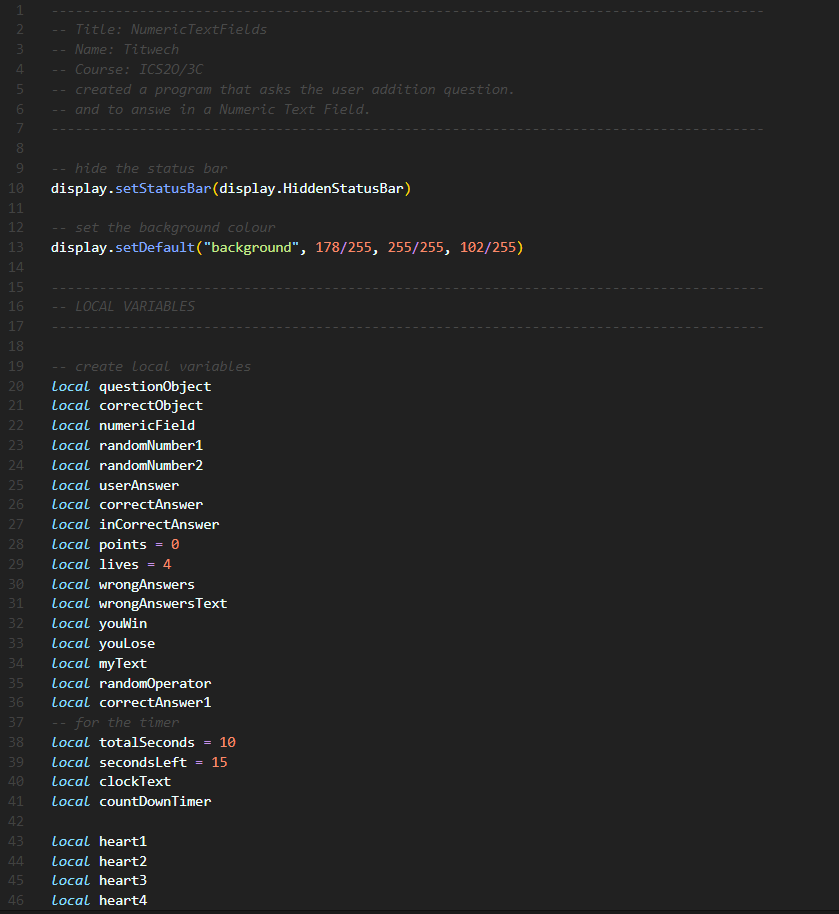 1 -----------------------------------------------------------------------------------------
2 -- Title: NumericTextFields
3 -- Name: Titwech
4 -- Course: ICS2O/3C
5 -- created a program that asks the user addition question.
6 -- and to answe in a Numeric Text Field.
7 -----------------------------------------------------------------------------------------
8
9 -- hide the status bar
10 display.setStatusBar(display.HiddenStatusBar)
11
12 -- set the background colour
13 display.setDefault("background", 178/255, 255/255, 102/255)
14
15 -----------------------------------------------------------------------------------------
16 -- LOCAL VARIABLES
17 -----------------------------------------------------------------------------------------
18
19 -- create local variables
20 local questionObject
21 local correctObject
22 local numericField
23 local randomNumber1
24 local randomNumber2
25 local userAnswer
26 local correctAnswer
27 local inCorrectAnswer
28 local points = 0
29 local lives = 4
30 local wrongAnswers
31 local wrongAnswersText
32 local youWin
33 local youLose
34 local myText
35 local randomOperator
36 local correctAnswer1
37 -- for the timer
38 local totalSeconds = 10
39 local secondsLeft = 15
40 local clockText
41 local countDownTimer
42
43 local heart1
44 local heart2
45 local heart3
46 local heart4